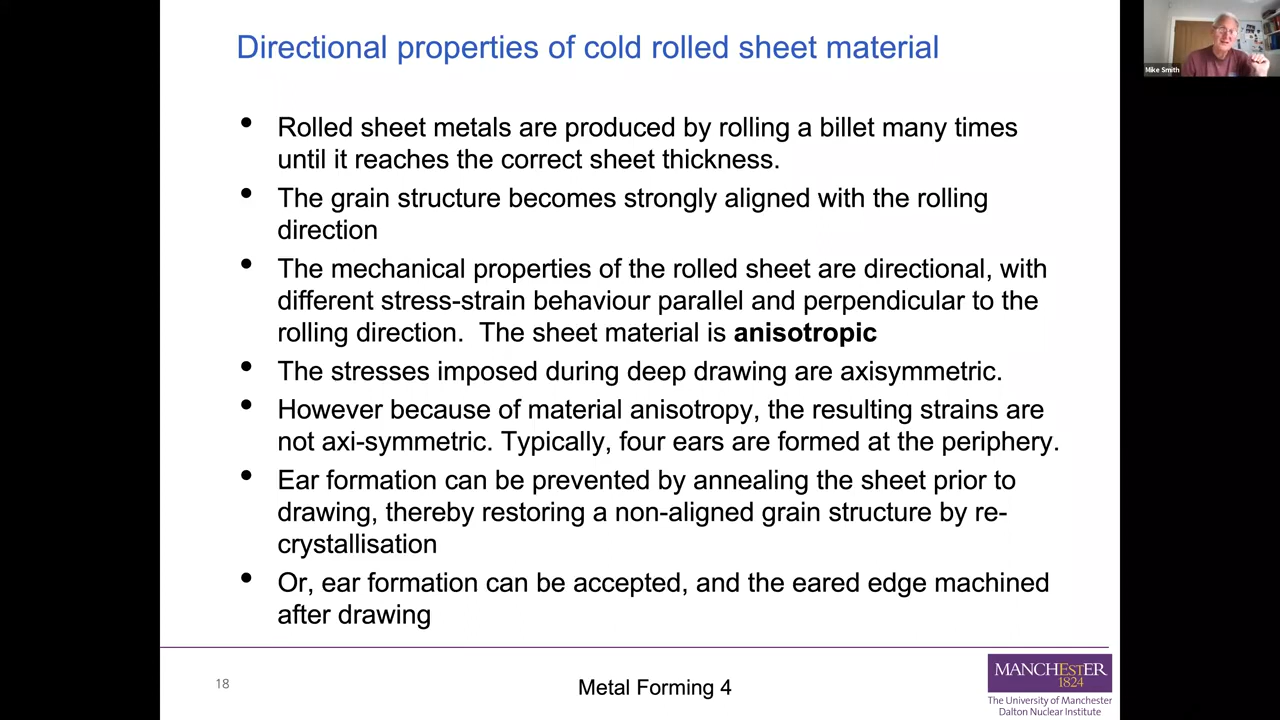 Directional properties of cold rolled sheet material
Mike Smith
• Rolled sheet metals are produced by rolling a billet many times
until it reaches the correct sheet thickness.
• The grain structure becomes strongly aligned with the rolling
direction
• The mechanical properties of the rolled sheet are directional, with
different stress-strain behaviour parallel and perpendicular to the
rolling direction.  The sheet material is anisotropic
• The stresses imposed during deep drawing are axisymmetric.
• However because of material anisotropy, the resulting strains are
not axi-symmetric. Typically, four ears are formed at the periphery.
• Ear formation can be prevented by annealing the sheet prior to
drawing, thereby restoring a non-aligned grain structure by re-
crystallisation
• Or, ear formation can be accepted, and the eared edge machined
after drawing
18
Metal Forming 4
MANCHESTER
1824
The University of Manchester
Dalton Nuclear Institute